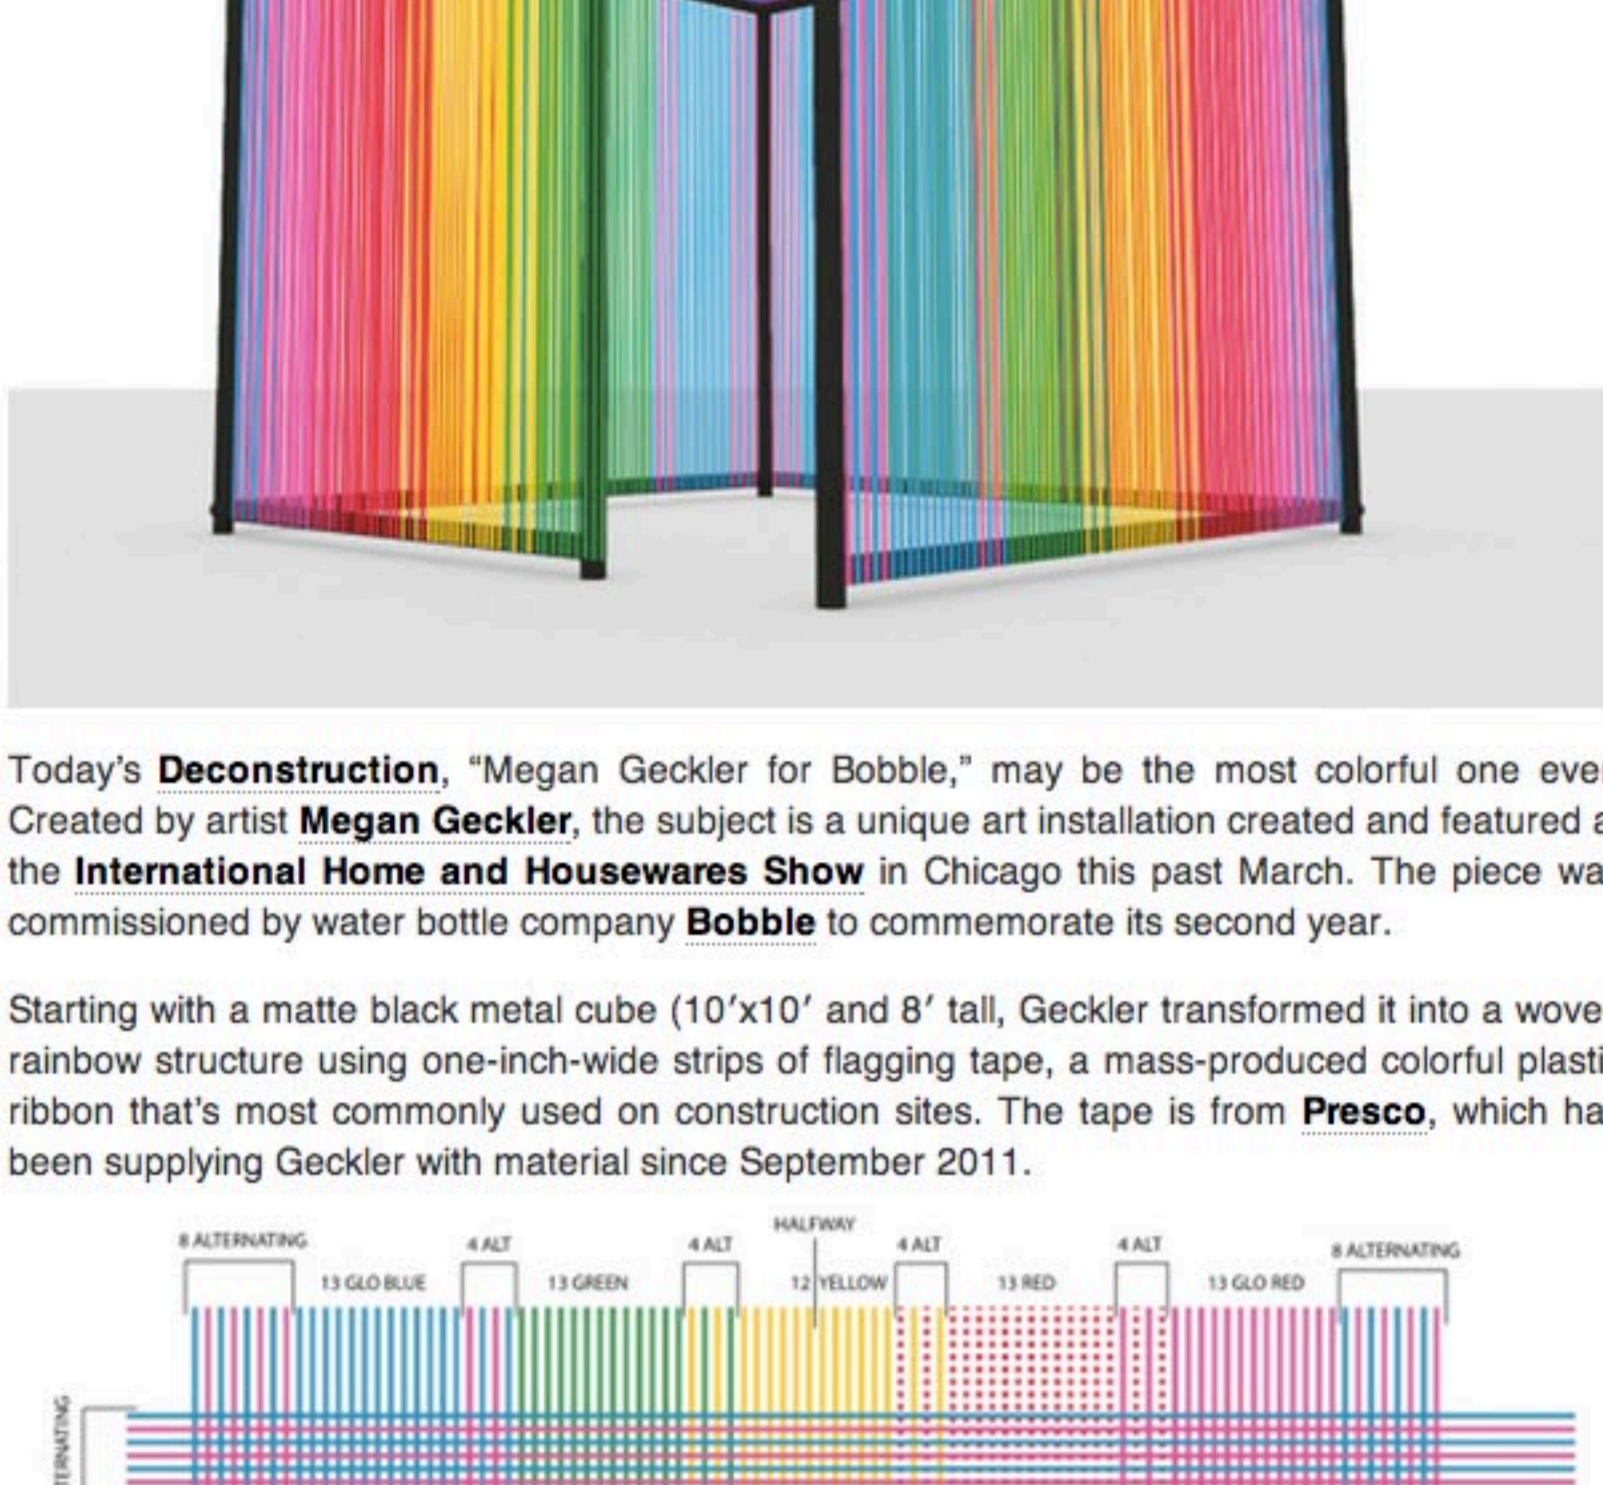 Today's Deconstruction, “Megan Geckler for Bobble,” may be the most colorful one ever
Created by artist Megan Geckler, the subject is a unique art installation created and featured a
the International Home and Housewares Show in Chicago this past March. The piece wa
commissioned by water bottle company Bobble to commemorate its second year.
Starting with a matte black metal cube (10′x10′ and 8′ tall, Geckler transformed it into a wove
rainbow structure using one-inch-wide strips of flagging tape, a mass-produced colorful plasti
ribbon that's most commonly used on construction sites. The tape is from Presco, which ha
been supplying Geckler with material since September 2011.
HALFWAY
8 ALTERNATING 4 ALT 4 ALT 4 ALT 4 ALT 8 ALTERNATING
13 GLO BLUE 13 GREEN 12 YELLOW 13 RED 13 GLO RED
TERNATING